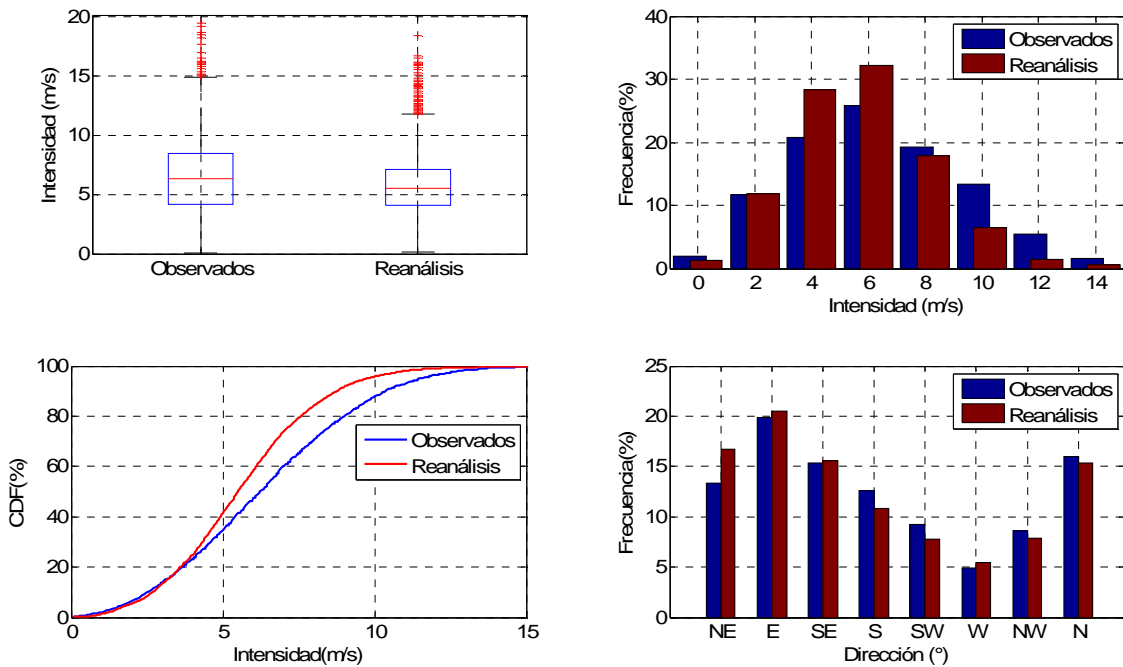 20
15
10
5
0
Intensidad (m/s)
Observados
Reanálisis
40
30
20
10
0
Frecuencia(%)
Observados
Reanálisis
0 2 4 6 8 10 12 14
Intensidad (m/s)
100
80
60
40
20
0
CDF(%)
Observados
Reanálisis
0 5 10 15
Intensidad(m/s)
25
20
15
10
5
0
Frecuencia(%)
Observados
Reanálisis
NE E SE S SW W NW N
Dirección (°)